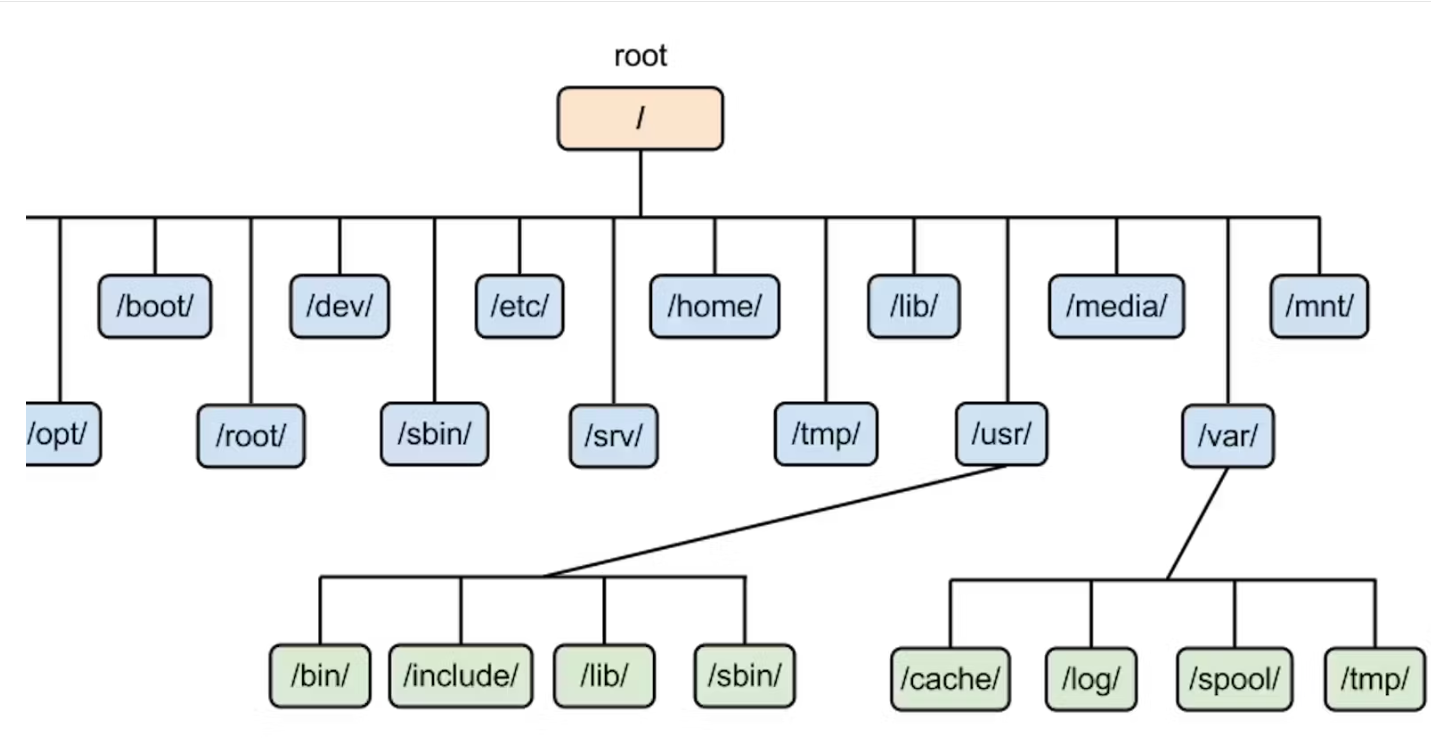 root
/
/boot/
/dev/
/etc/
/home/
/lib/
/media/
/mnt/
/opt/
/root/
/sbin/
/srv/
/tmp/
/usr/
/var/
/bin/
/include/
/lib/
/sbin/
/cache/
/log/
/spool/
/tmp/